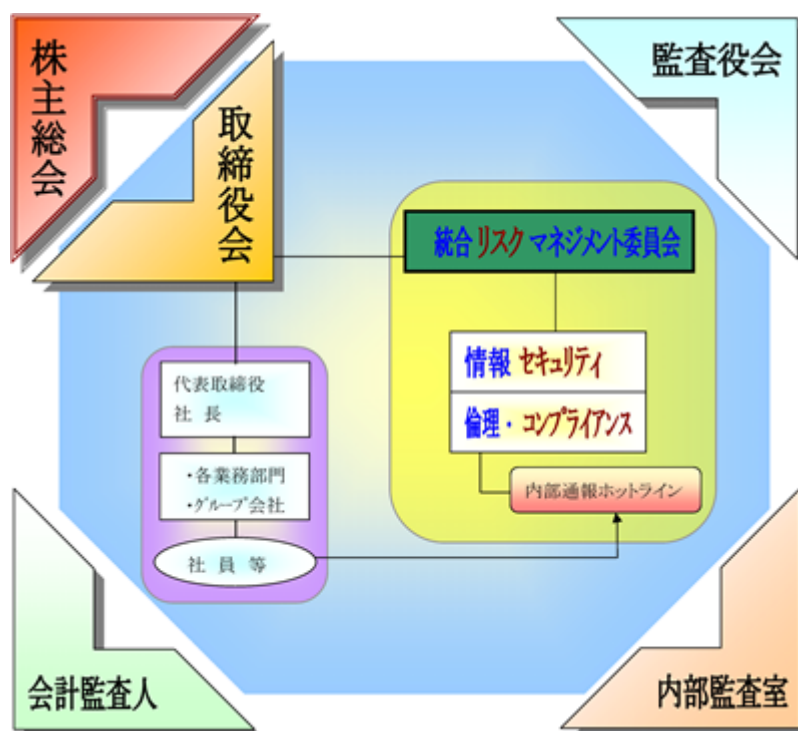 株主総会
取締役会
監査役会
統合リスクマネジメント委員会
情報セキュリティ
倫理・コンプライアンス
内部通報ホットライン
代表取締役
社 長
・各業務部門
・グループ会社
社 員 等
会計監査人
内部監査室